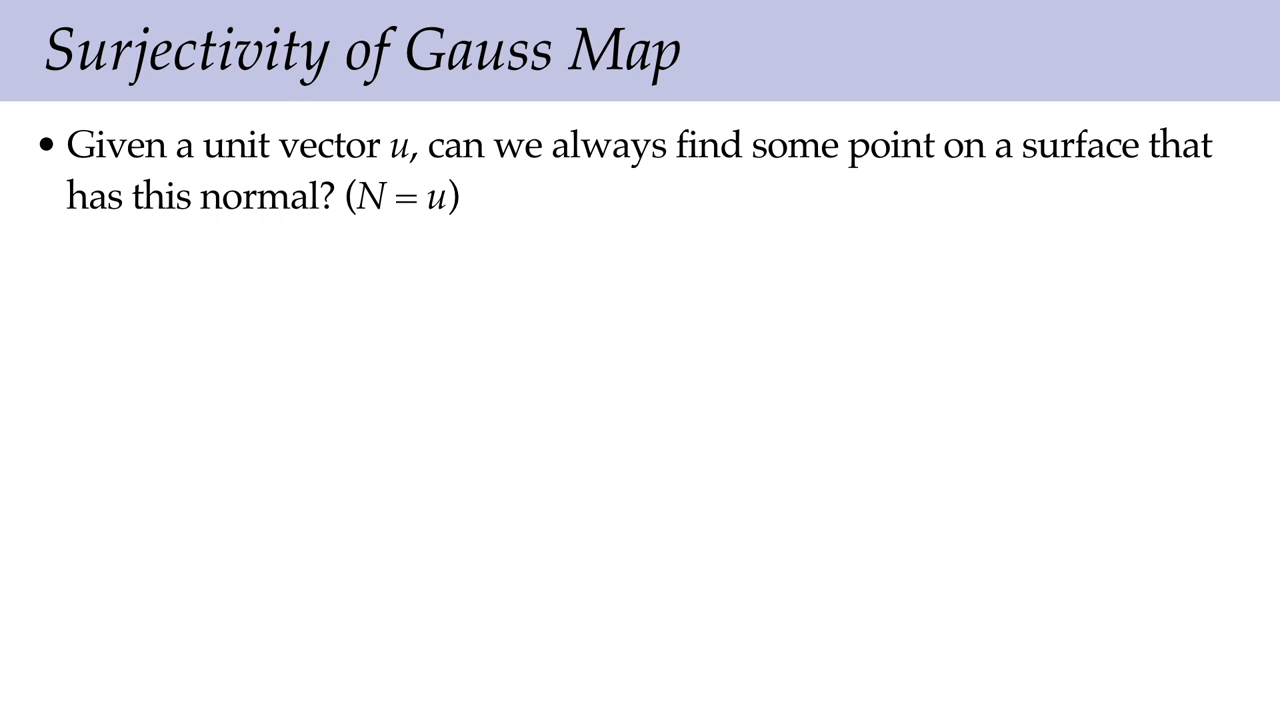 Surjectivity of Gauss Map
• Given a unit vector u, can we always find some point on a surface that
has this normal? (N = u)